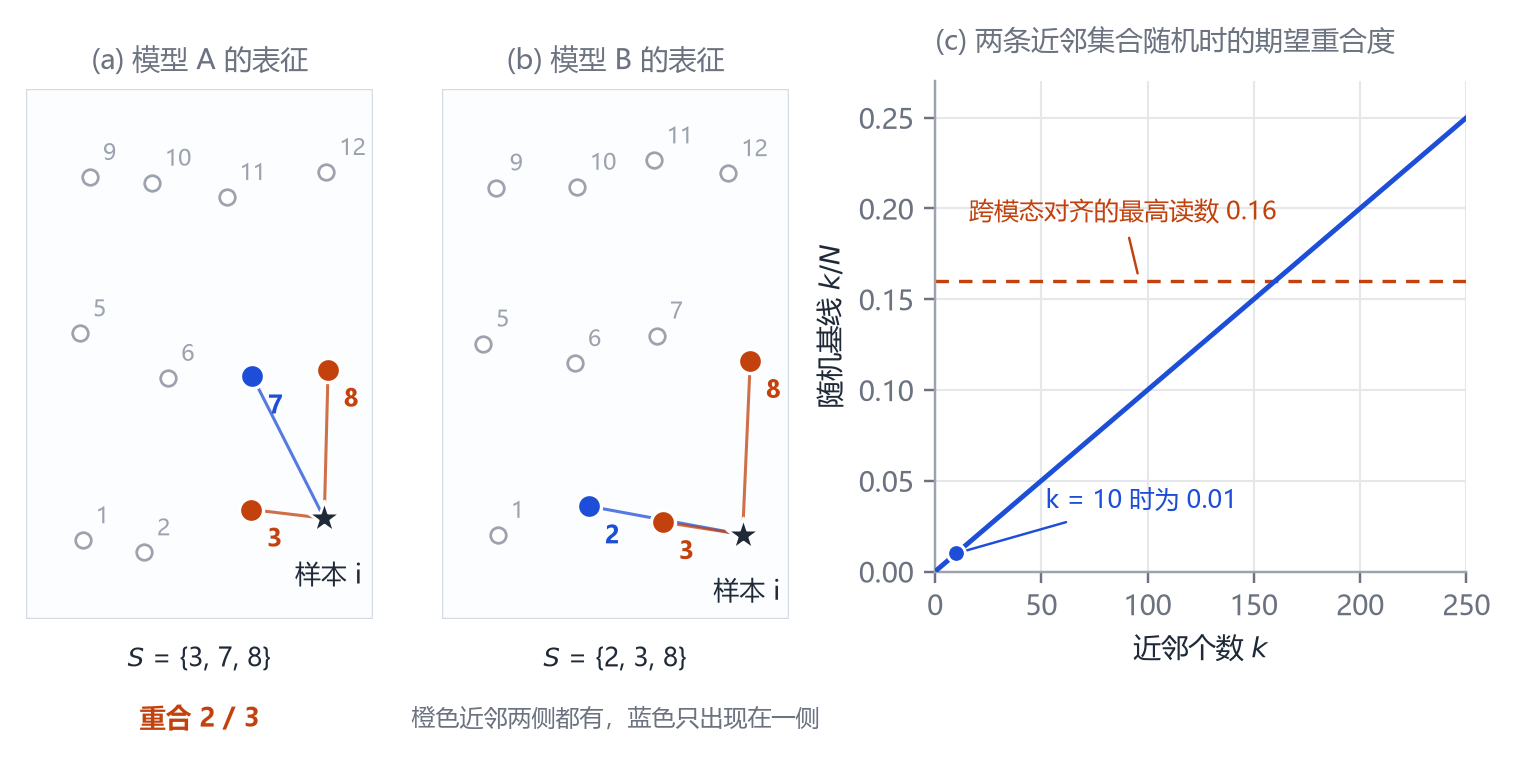 (a) 模型 A 的表征
9
10
11
12
5
6
7
8
3
1
2
样本 i
S = {3, 7, 8}
重合 2 / 3
(b) 模型 B 的表征
9
10
11
12
5
6
7
8
1
2
3
样本 i
S = {2, 3, 8}
橙色近邻两侧都有，蓝色只出现在一侧
(c) 两条近邻集合随机时的期望重合度
随机基线 k/N
0.25
0.20
0.15
0.10
0.05
0.00
跨模态对齐的最高读数 0.16
k = 10 时为 0.01
0
50
100
150
200
250
近邻个数 k